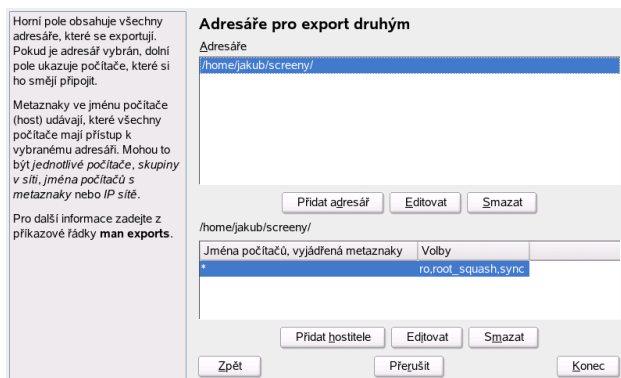 Horní pole obsahuje všechny
adresáře, které se exportují.
Pokud je adresář vybrán, dolní
pole ukazuje počítače, které si
ho smějí připojit.
Metaznaky ve jménu počítače
(host) udávají, které všechny
počítače mají přístup k
vybranému adresáři. Mohou to
být jednotlivé počítače, skupiny
v síti, jména počítačů s
metaznaky nebo IP sítě.
Pro další informace zadejte z
příkazové řádky man exports.
Adresáře pro export druhým
Adresáře
/home/jakub/screeny/
Přidat adresář Editovat Smazat
/home/jakub/screeny/
Jména počítačů, vyjádřená metaznaky Volby
* ro,root_squash,sync
Přidat hostitele Editovat Smazat
Zpět Přerušit Konec